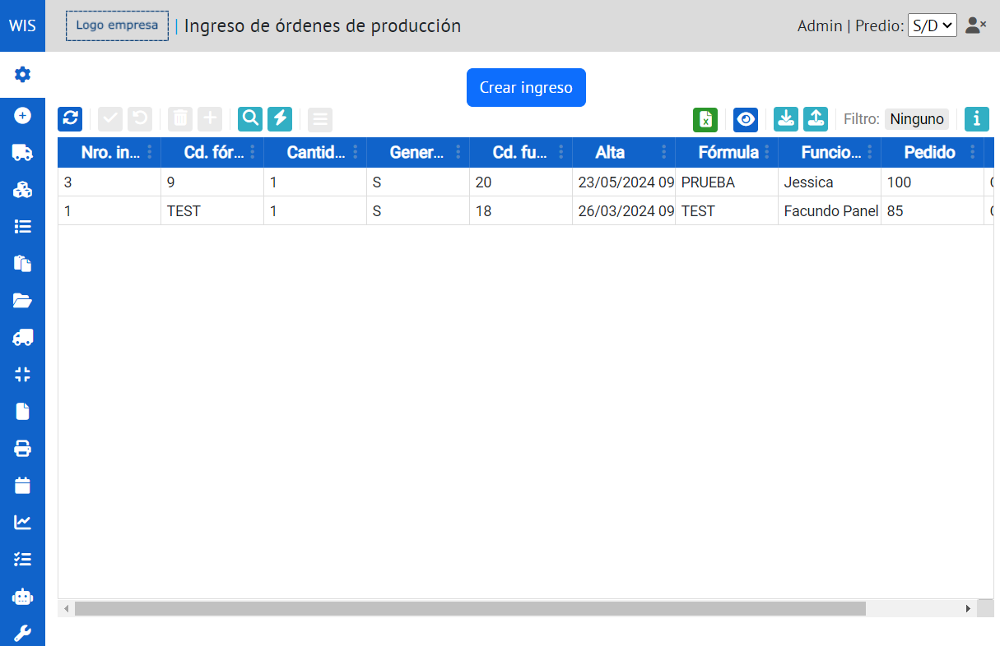 WIS
Logo empresa | Ingreso de órdenes de producción
Admin | Predio: S/D
Crear ingreso
Filtro: Ninguno
Nro. in... Cd. fór... Cantid... Gener... Cd. fu... Alta Fórmula Funcio... Pedido
3 9 1 S 20 23/05/2024 09 PRUEBA Jessica 100
1 TEST 1 S 18 26/03/2024 09 TEST Facundo Panel 85